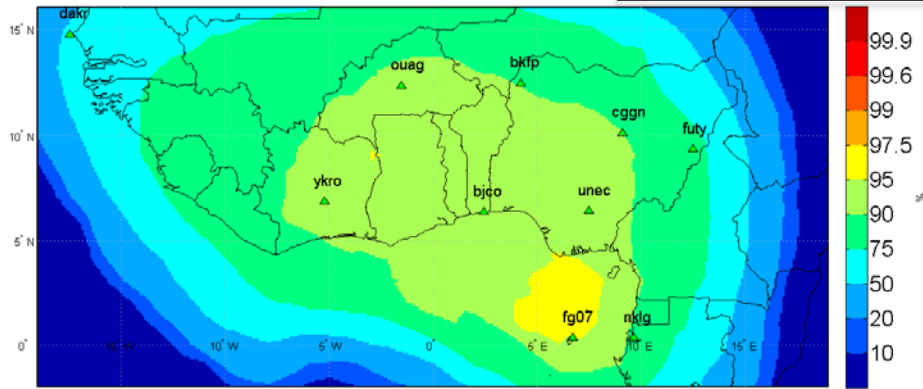 15° N
dakr
ouag
bkfp
cggn
futy
10° N
ykro
bjco
unec
5° N
fg07
nklg
0°
15° W
10° W
5° W
0°
5° E
10° E
15° E
99.9
99.6
99
97.5
95
90
75
50
20
10
%